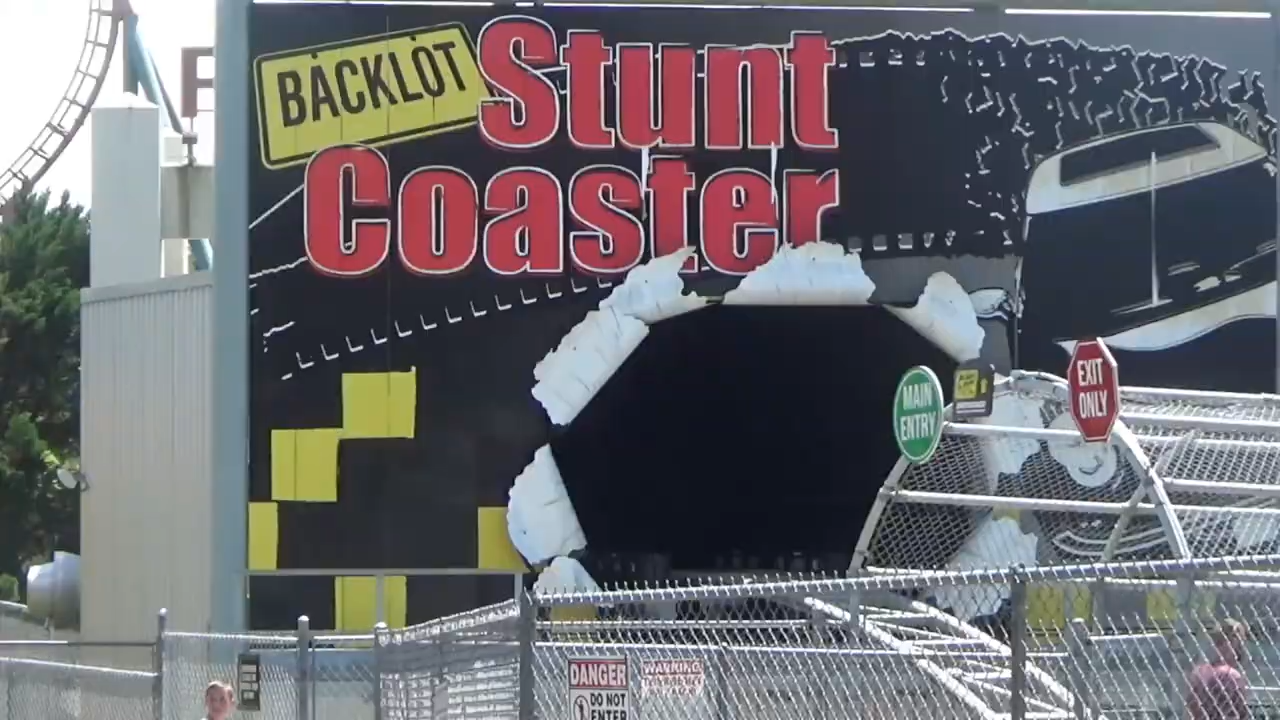 BACKLOT
Stunt
Coaster
MAIN
ENTRY
EXIT
ONLY
DANGER
DO NOT
ENTER
WARNING